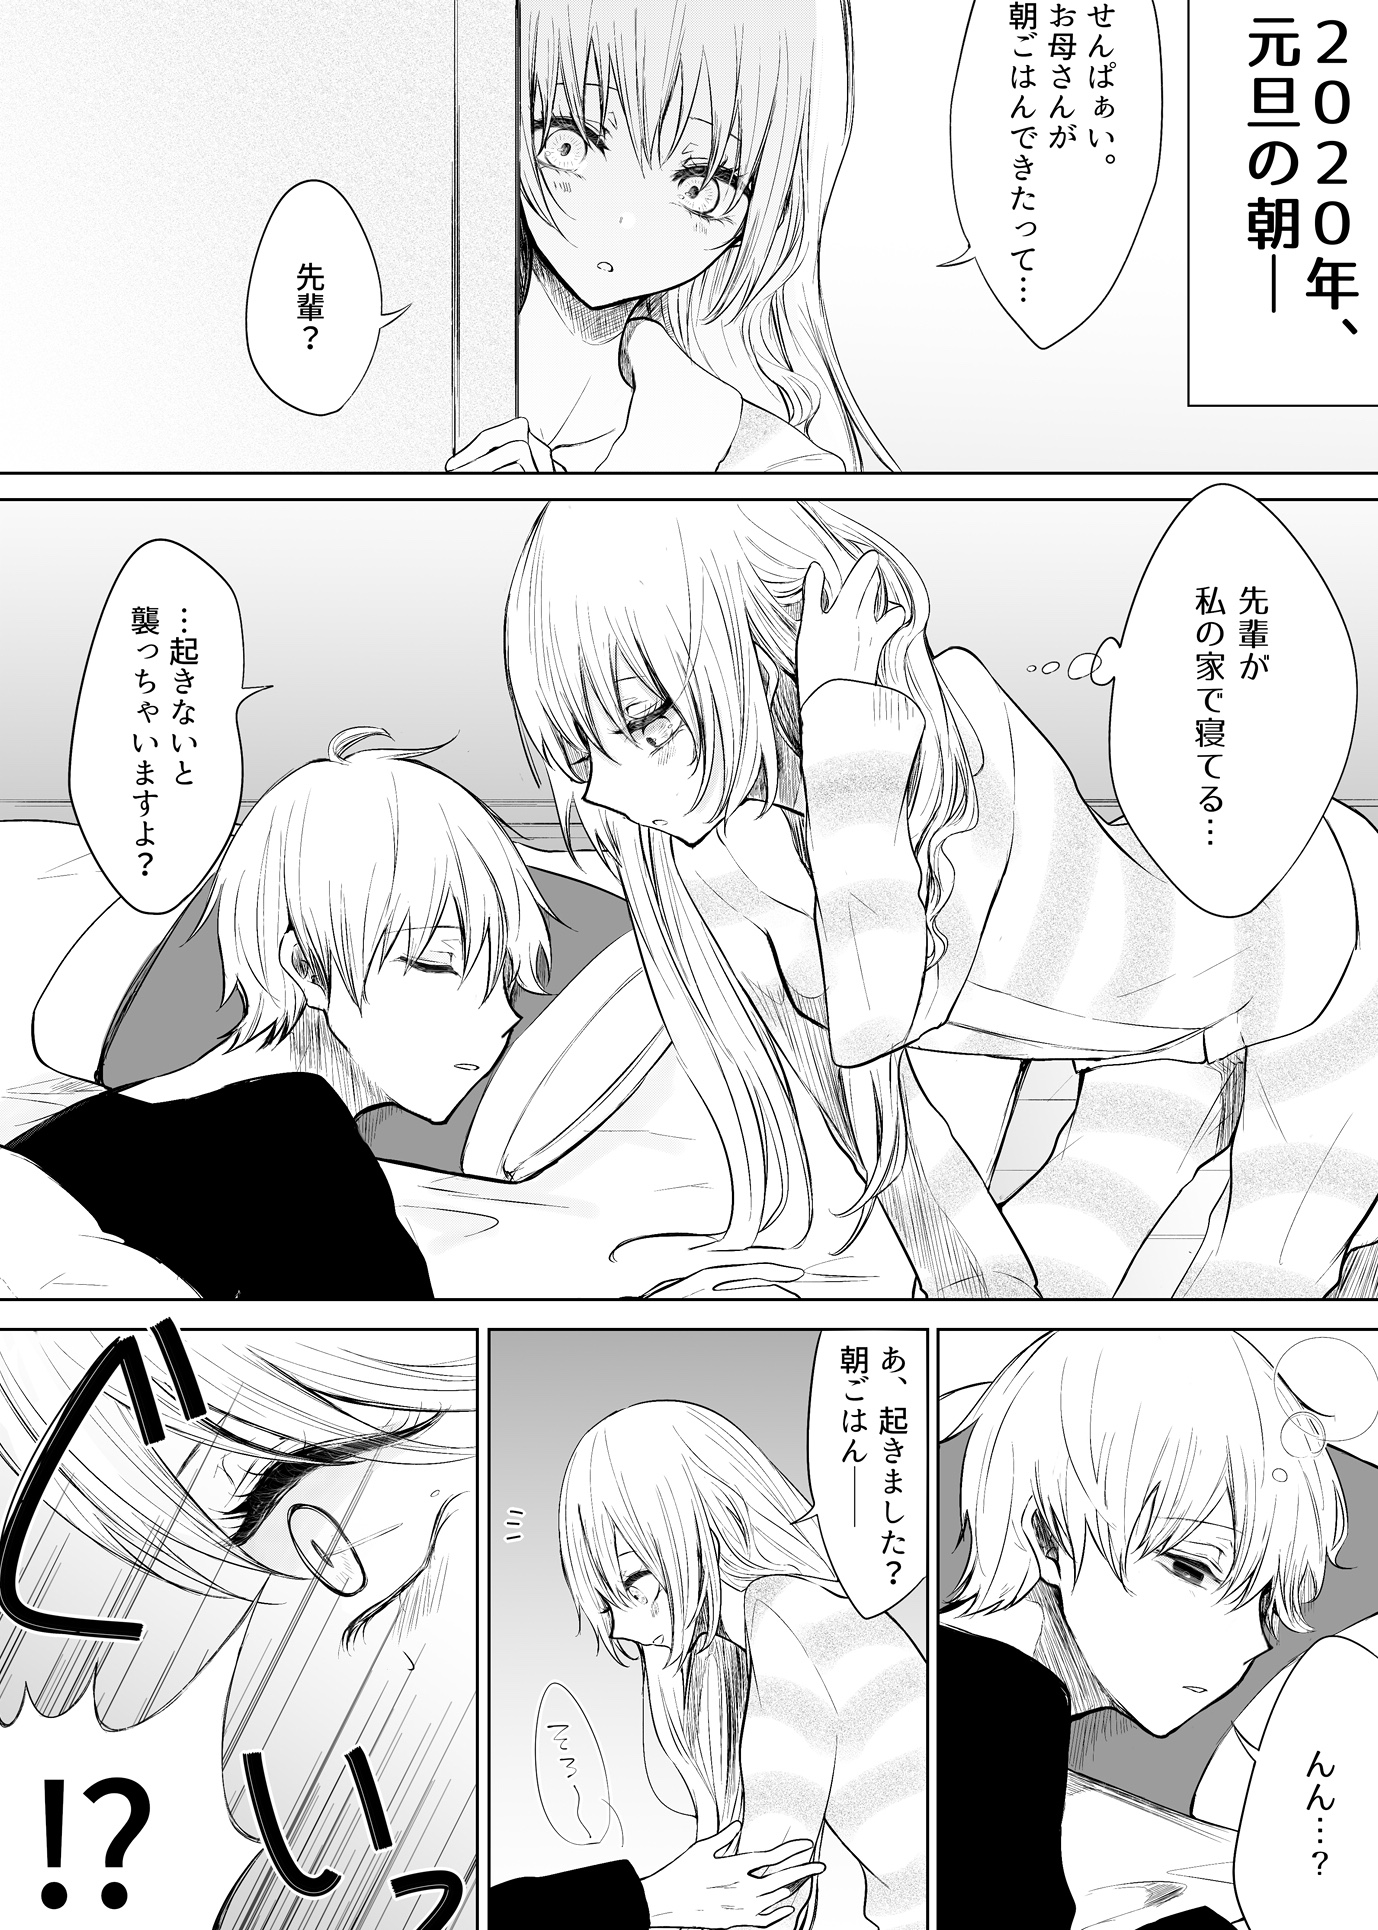 2020年、
元旦の朝―
せんぱぁい。
お母さんが
朝ごはんできたって…
先輩？
先輩が
私の家で寝てる…
…起きないと
襲っちゃいますよ？
んん…？
あ、起きました？
朝ごはん――
そろ～
ぐいっ
!?